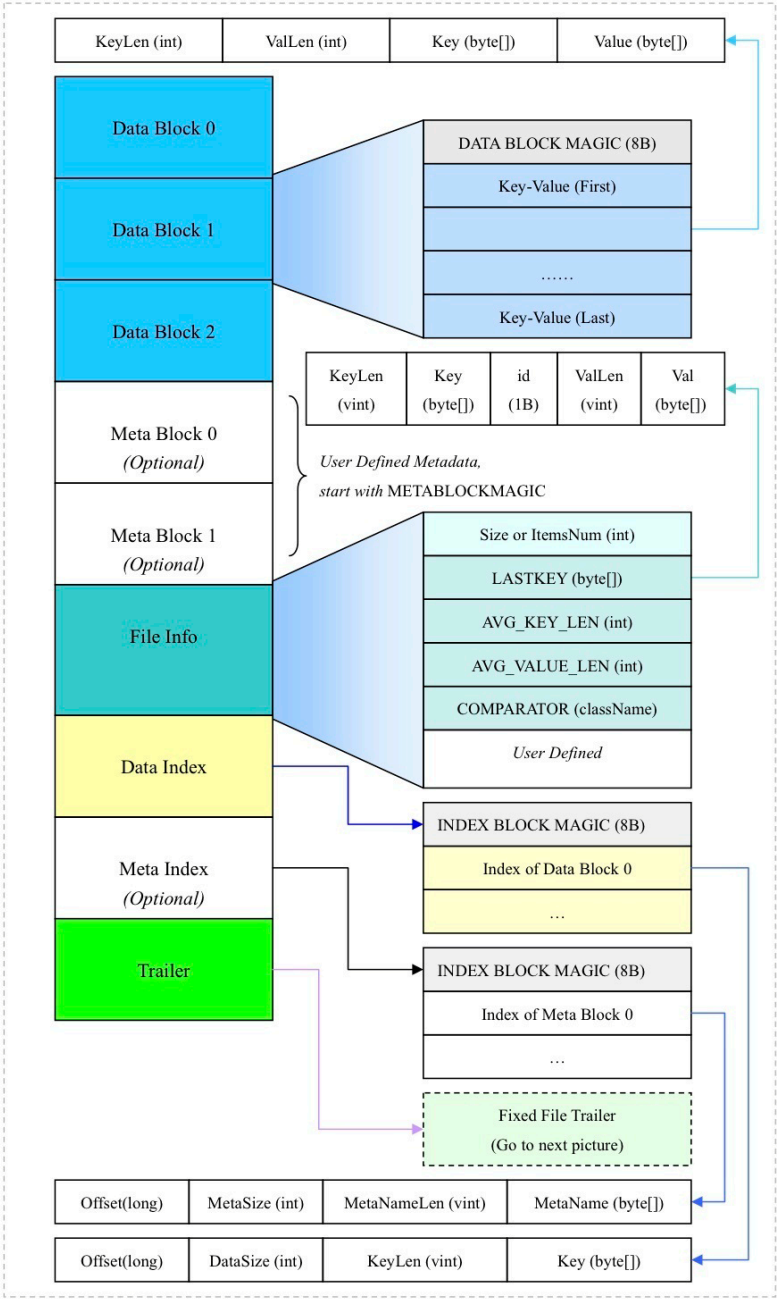 KeyLen (int)
ValLen (int)
Key (byte[])
Value (byte[])
Data Block 0
Data Block 1
Data Block 2
DATA BLOCK MAGIC (8B)
Key-Value (First)
……
Key-Value (Last)
KeyLen
(vint)
Key
(byte[])
id
(1B)
ValLen
(vint)
Val
(byte[])
Meta Block 0
(Optional)
User Defined Metadata,
start with METABLOCKMAGIC
Meta Block 1
(Optional)
File Info
Size or ItemsNum (int)
LASTKEY (byte[])
AVG_KEY_LEN (int)
AVG_VALUE_LEN (int)
COMPARATOR (className)
User Defined
Data Index
INDEX BLOCK MAGIC (8B)
Index of Data Block 0
…
Meta Index
(Optional)
INDEX BLOCK MAGIC (8B)
Index of Meta Block 0
…
Trailer
Fixed File Trailer
(Go to next picture)
Offset(long)
MetaSize (int)
MetaNameLen (vint)
MetaName (byte[])
Offset(long)
DataSize (int)
KeyLen (vint)
Key (byte[])